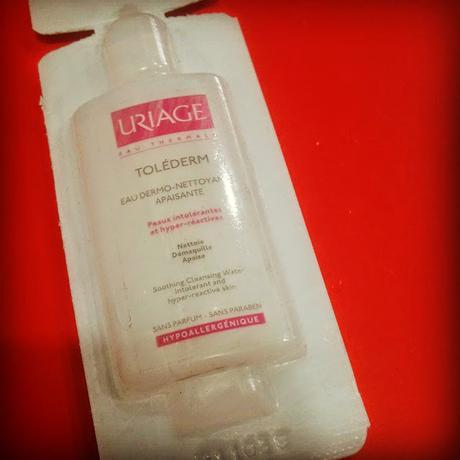 URIAGE
EAU THERMALE
TOLÉDERM
EAU DERMO-NETTOYANTE
APAISANTE
Peaux intolérantes
et hyper-réactives
Nettoie
Démaquille
Apaise
Soothing Cleansing Water
intolerant and
hyper-reactive skin
SANS PARFUM - SANS PARABEN
HYPOALLERGÉNIQUE